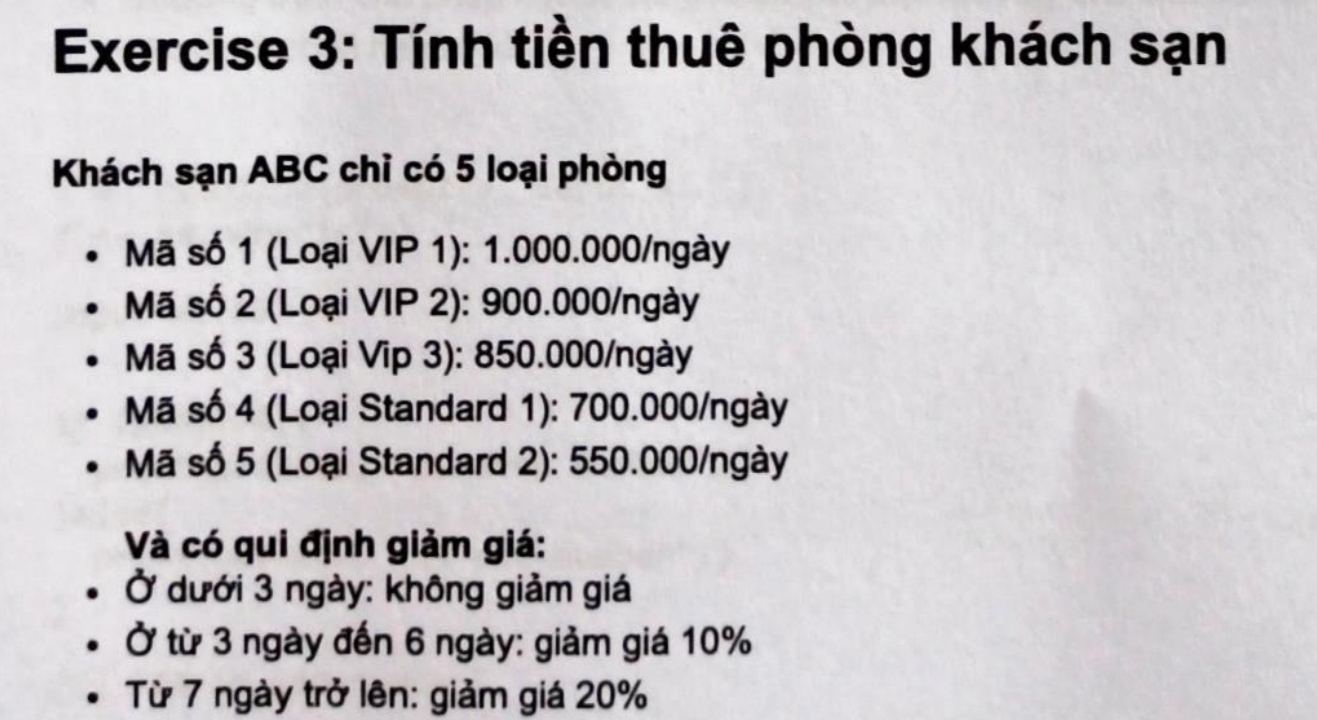 Exercise 3: Tính tiền thuê phòng khách sạn
Khách sạn ABC chỉ có 5 loại phòng
• Mã số 1 (Loại VIP 1): 1.000.000/ngày
• Mã số 2 (Loại VIP 2): 900.000/ngày
• Mã số 3 (Loại Vip 3): 850.000/ngày
• Mã số 4 (Loại Standard 1): 700.000/ngày
• Mã số 5 (Loại Standard 2): 550.000/ngày
Và có qui định giảm giá:
• Ở dưới 3 ngày: không giảm giá
• Ở từ 3 ngày đến 6 ngày: giảm giá 10%
• Từ 7 ngày trở lên: giảm giá 20%